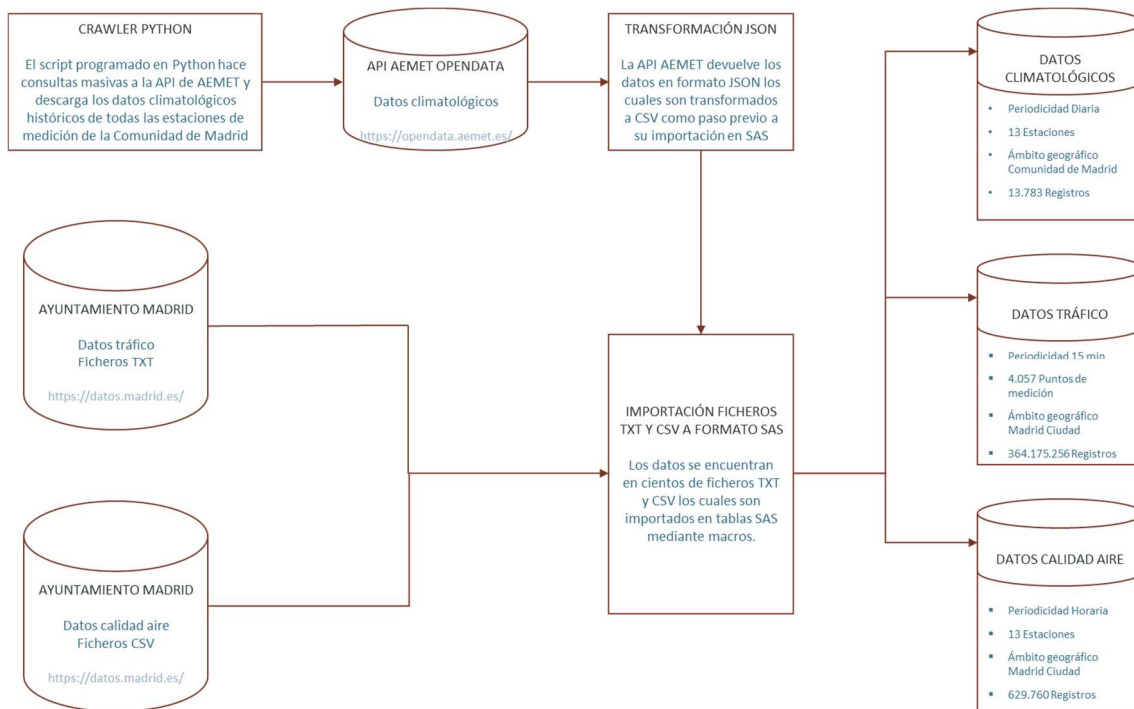 CRAWLER PYTHON
El script programado en Python hace
consultas masivas a la API de AEMET y
descarga los datos climatológicos
históricos de todas las estaciones de
medición de la Comunidad de Madrid
API AEMET OPENDATA
Datos climatológicos
https://opendata.aemet.es/
TRANSFORMACIÓN JSON
La API AEMET devuelve los
datos en formato JSON los
cuales son transformados
a CSV como paso previo a
su importación en SAS
DATOS
CLIMATOLÓGICOS
• Periodicidad Diaria
• 13 Estaciones
• Ámbito geográfico
Comunidad de Madrid
• 13.783 Registros
AYUNTAMIENTO MADRID
Datos tráfico
Ficheros TXT
https://datos.madrid.es/
AYUNTAMIENTO MADRID
Datos calidad aire
Ficheros CSV
https://datos.madrid.es/
IMPORTACIÓN FICHEROS
TXT Y CSV A FORMATO SAS
Los datos se encuentran
en cientos de ficheros TXT
y CSV los cuales son
importados en tablas SAS
mediante macros.
DATOS TRÁFICO
▪ Periodicidad 15 min
▪ 4.057 Puntos de
medición
▪ Ámbito geográfico
Madrid Ciudad
▪ 364.175.256 Registros
DATOS CALIDAD AIRE
▪ Periodicidad Horaria
▪ 13 Estaciones
▪ Ámbito geográfico
Madrid Ciudad
▪ 629.760 Registros